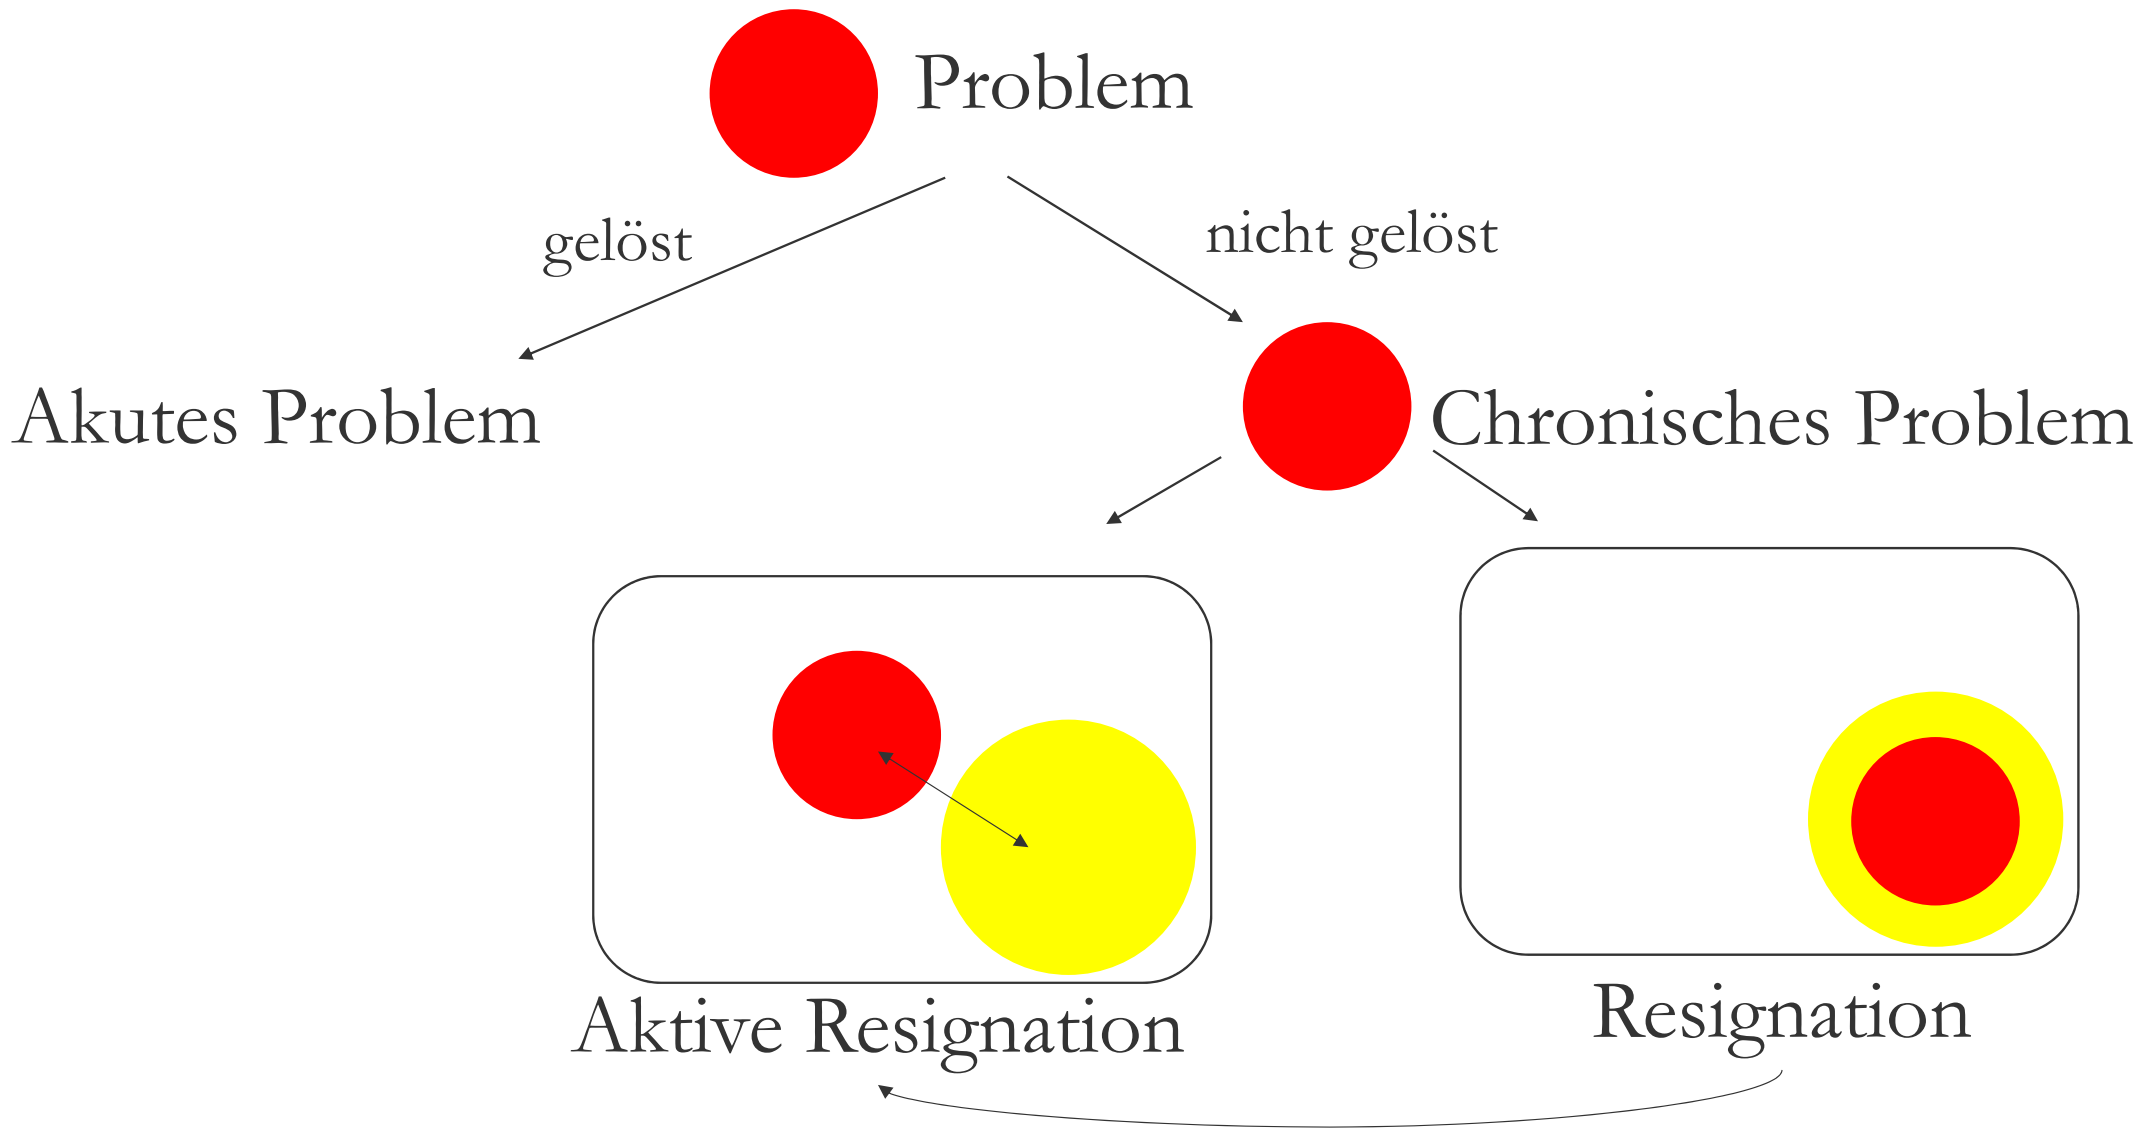 Problem
gelöst
nicht gelöst
Akutes Problem
Chronisches Problem
Aktive Resignation
Resignation